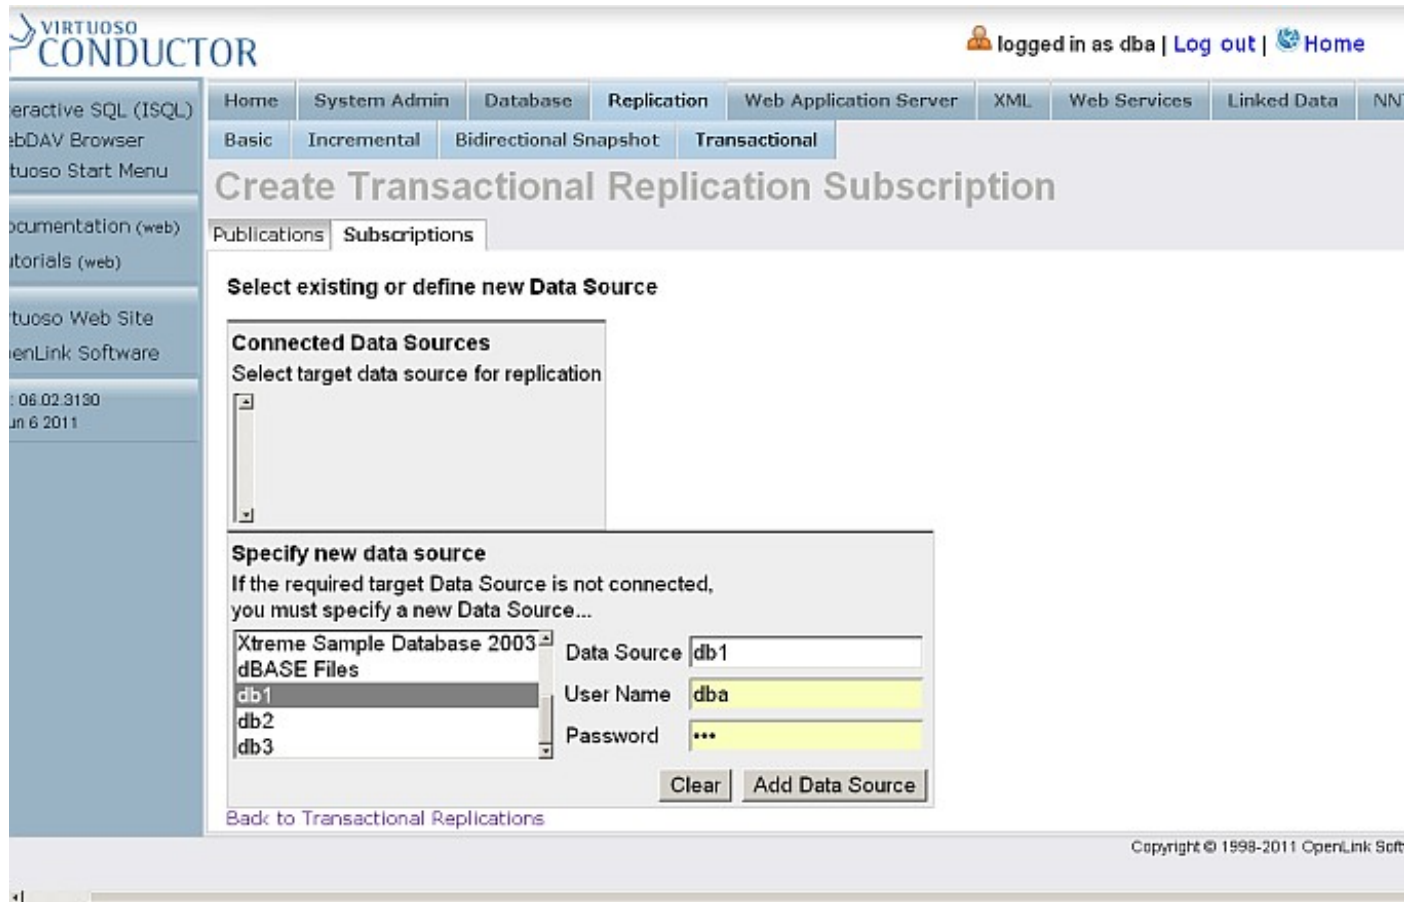 VIRTUOSO
CONDUCTOR
logged in as dba | Log out | Home
teractive SQL (ISQL)
ebDAV Browser
tuoso Start Menu
ocumentation (web)
utorials (web)
tuoso Web Site
enLink Software
: 06.02.3130
un 6 2011
Home System Admin Database Replication Web Application Server XML Web Services Linked Data NN
Basic Incremental Bidirectional Snapshot Transactional
Create Transactional Replication Subscription
Publications Subscriptions
Select existing or define new Data Source
Connected Data Sources
Select target data source for replication
Specify new data source
If the required target Data Source is not connected,
you must specify a new Data Source...
Xtreme Sample Database 2003
dBASE Files
db1
db2
db3
Data Source db1
User Name dba
Password •••
Clear Add Data Source
Back to Transactional Replications
Copyright © 1998-2011 OpenLink Soft